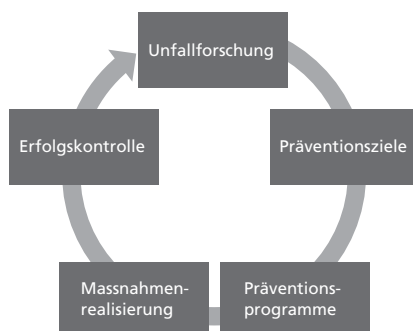 Unfallforschung
Präventionsziele
Präventions-
programme
Massnahmen-
realisierung
Erfolgskontrolle